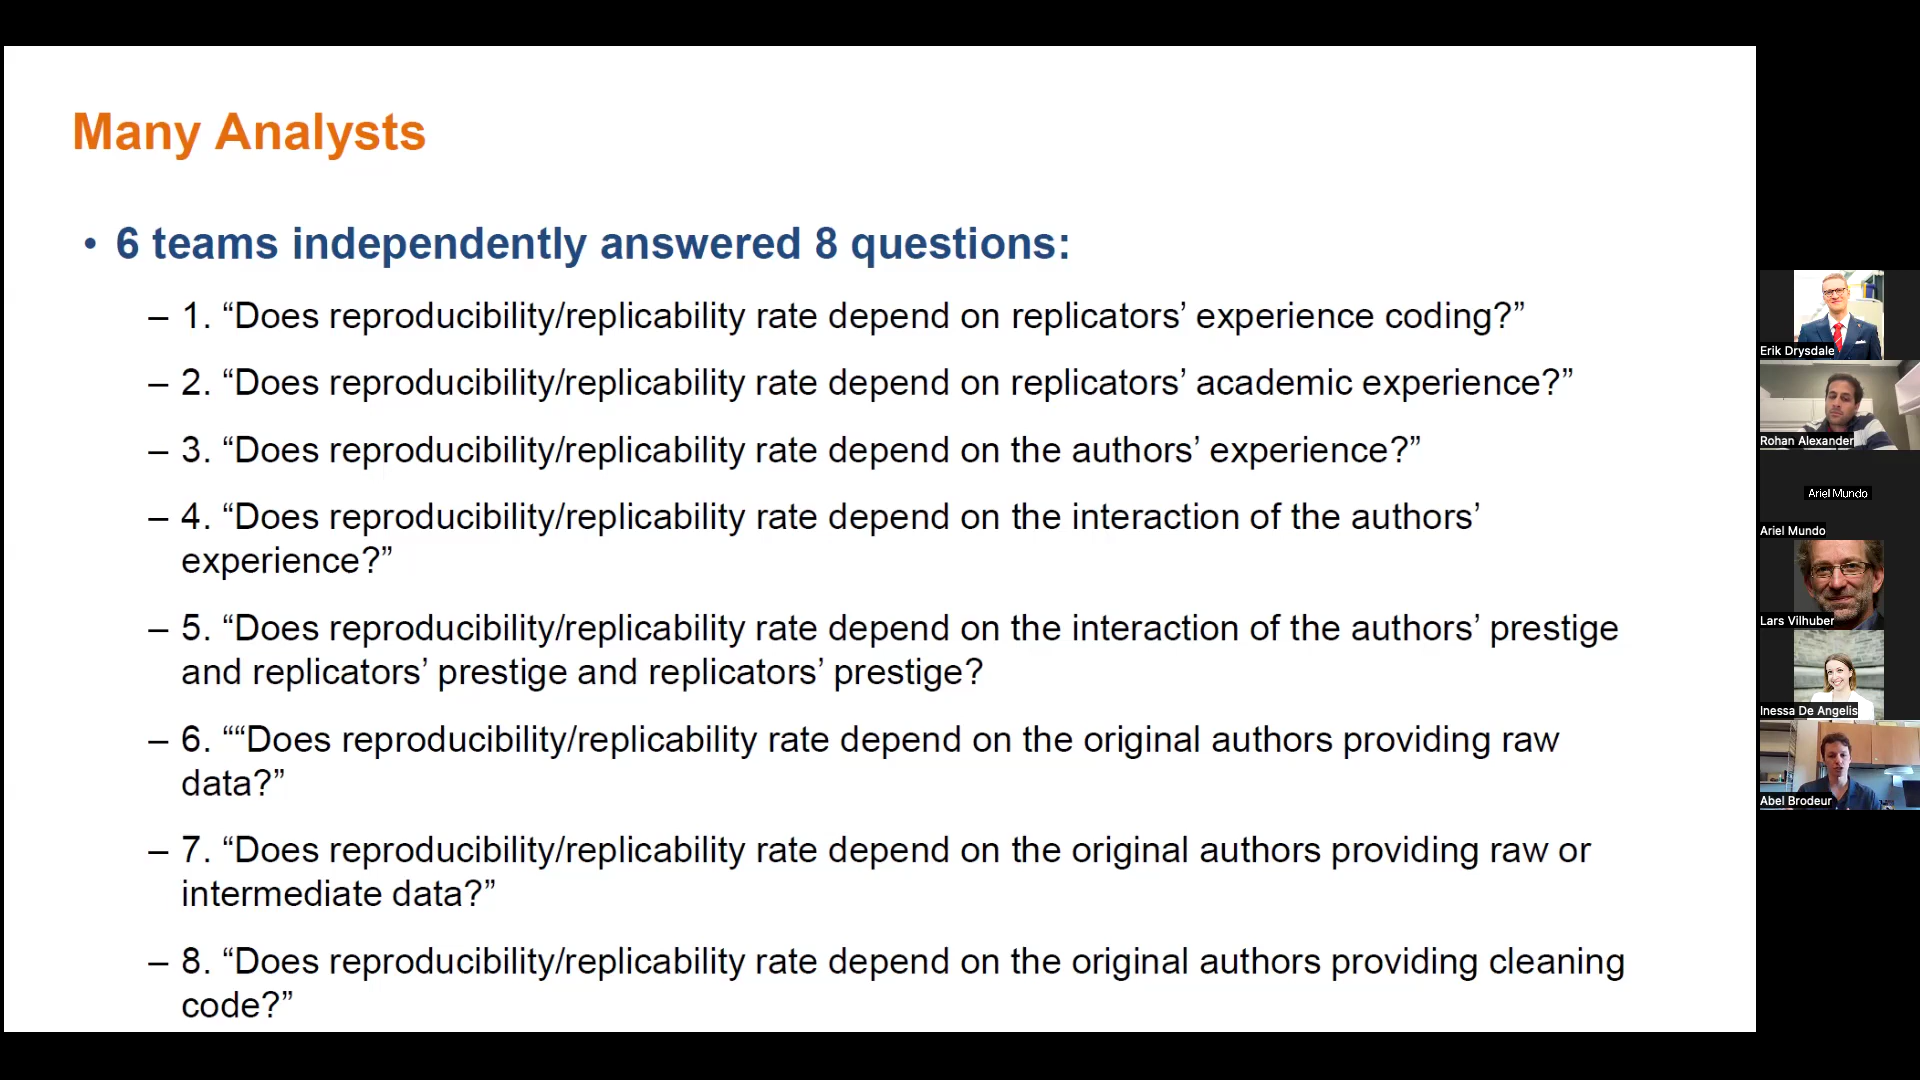 Many Analysts
• 6 teams independently answered 8 questions:
– 1. “Does reproducibility/replicability rate depend on replicators’ experience coding?”
– 2. “Does reproducibility/replicability rate depend on replicators’ academic experience?”
– 3. “Does reproducibility/replicability rate depend on the authors’ experience?”
– 4. “Does reproducibility/replicability rate depend on the interaction of the authors’
experience?”
– 5. “Does reproducibility/replicability rate depend on the interaction of the authors’ prestige
and replicators’ prestige and replicators’ prestige?
– 6. ““Does reproducibility/replicability rate depend on the original authors providing raw
data?”
– 7. “Does reproducibility/replicability rate depend on the original authors providing raw or
intermediate data?”
– 8. “Does reproducibility/replicability rate depend on the original authors providing cleaning
code?”
Erik Drysdale
Rohan Alexander
Ariel Mundo
Ariel Mundo
Lars Vilhuber
Inessa De Angelis
Abel Brodeur